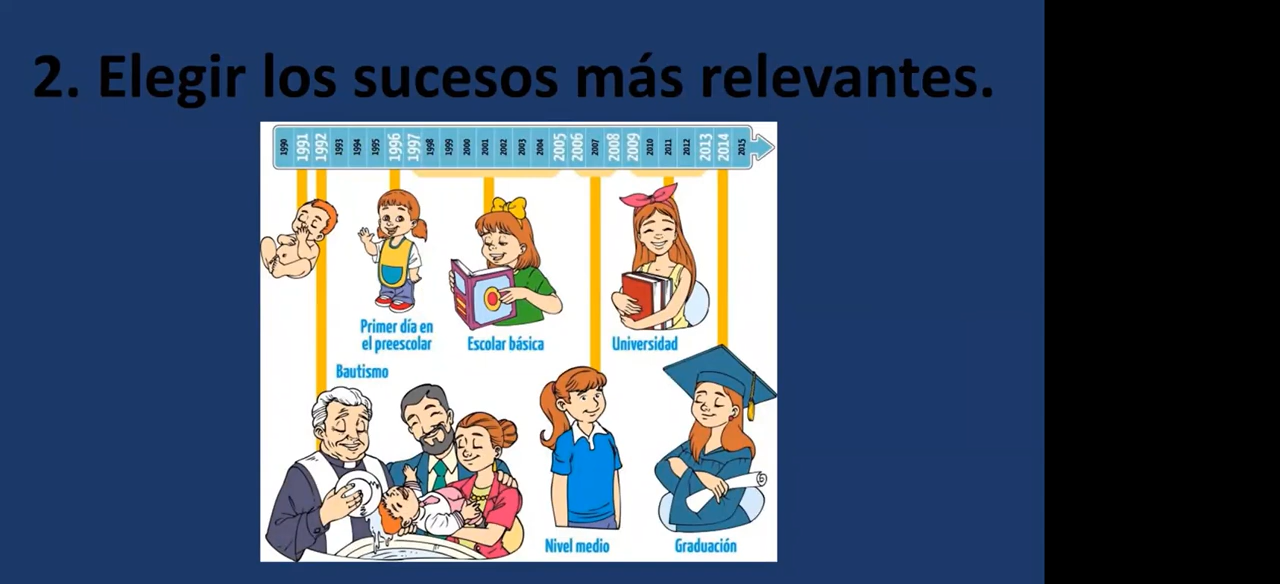 2. Elegir los sucesos más relevantes.
1990 1991 1992 1993 1994 1995 1996 1997 1998 1999 2000 2001 2002 2003 2004 2005 2006 2007 2008 2009 2010 2011 2012 2013 2014 2015
Primer día en
el preescolar
Escolar básica
Universidad
Bautismo
Nivel medio
Graduación